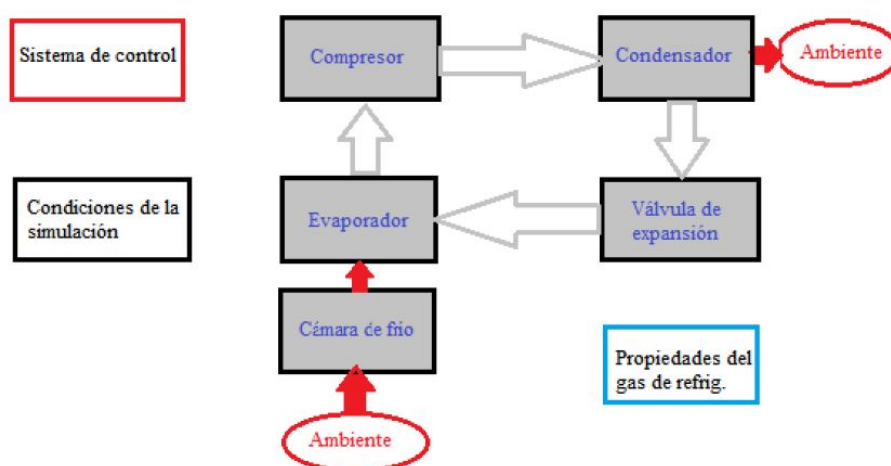 Sistema de control
Compresor
Condensador
Ambiente
Condiciones de la
simulación
Evaporador
Válvula de
expansión
Cámara de frio
Propiedades del
gas de refrig.
Ambiente